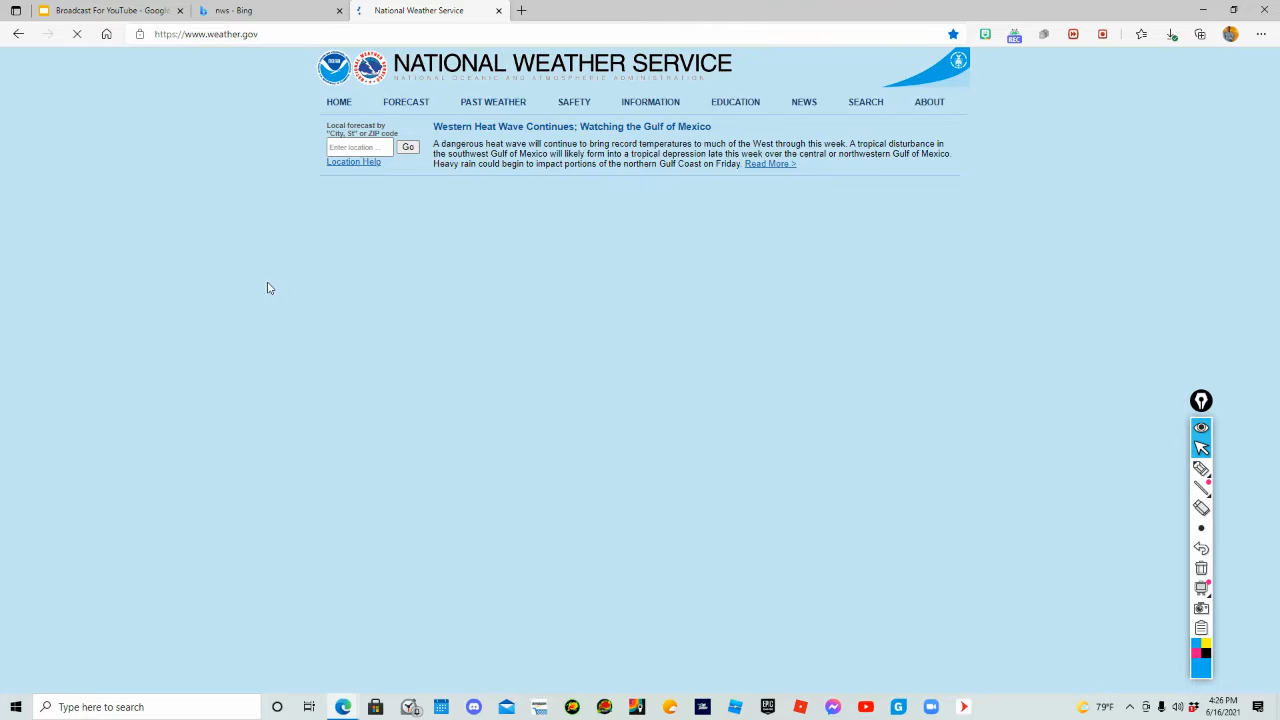 Broadcast For YouTube - Google
nws - Bing
National Weather Service
https://www.weather.gov
REC
NATIONAL WEATHER SERVICE
NATIONAL OCEANIC AND ATMOSPHERIC ADMINISTRATION
HOME FORECAST PAST WEATHER SAFETY INFORMATION EDUCATION NEWS SEARCH ABOUT
Local forecast by
"City, St" or ZIP code
Enter location ...
Go
Location Help
Western Heat Wave Continues; Watching the Gulf of Mexico
A dangerous heat wave will continue to bring record temperatures to much of the West through this week. A tropical disturbance in
the southwest Gulf of Mexico will likely form into a tropical depression late this week over the central or northwestern Gulf of Mexico.
Heavy rain could begin to impact portions of the northern Gulf Coast on Friday. Read More >
Type here to search
79°F
4:26 PM
6/16/2021